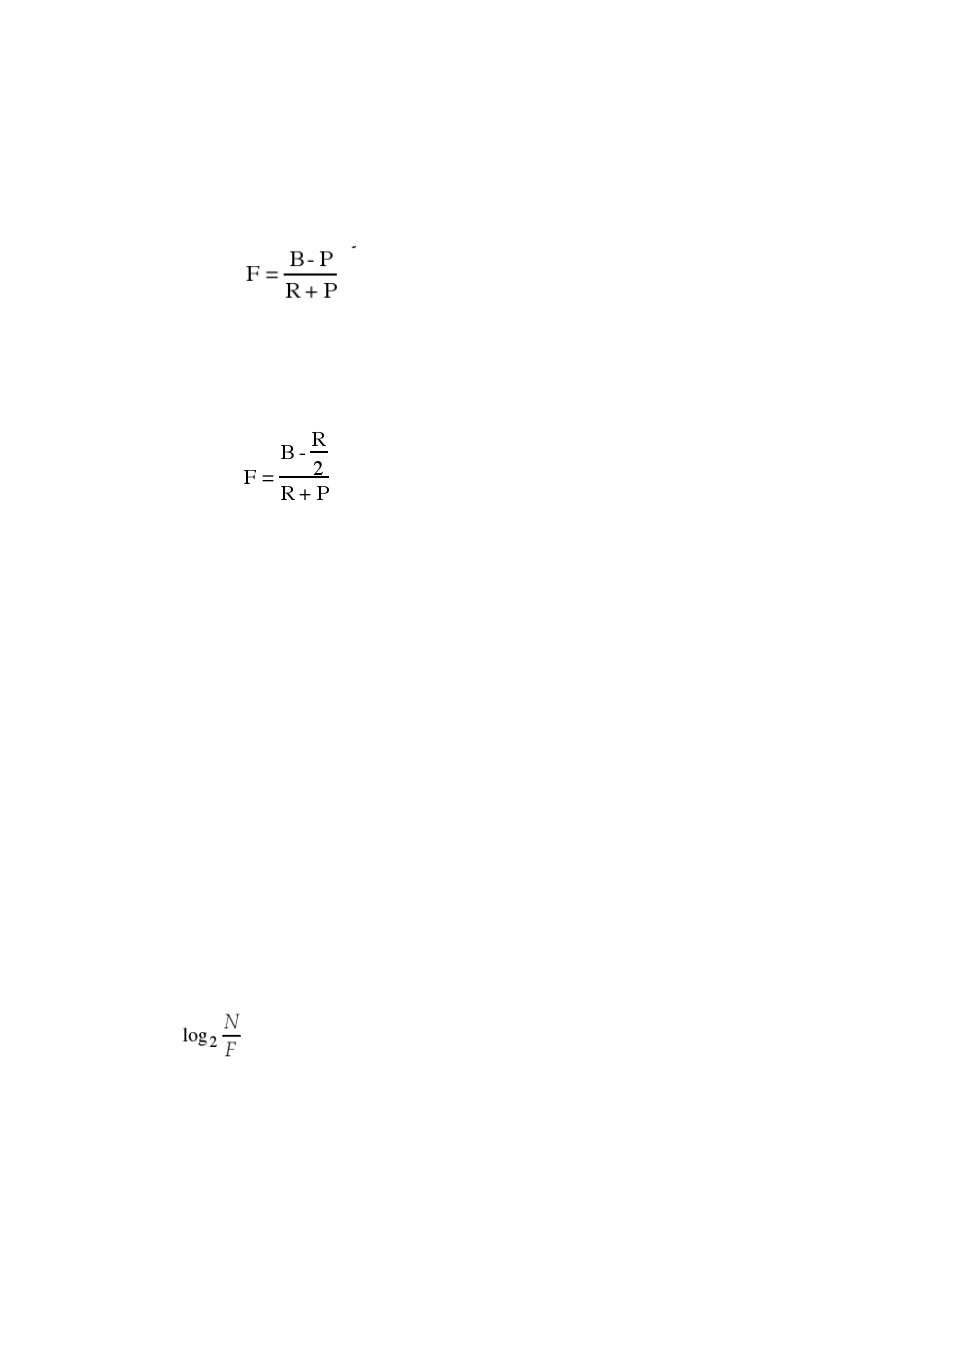 F = B - P / R + P
F = B - R/2 / R + P
log2 N/F